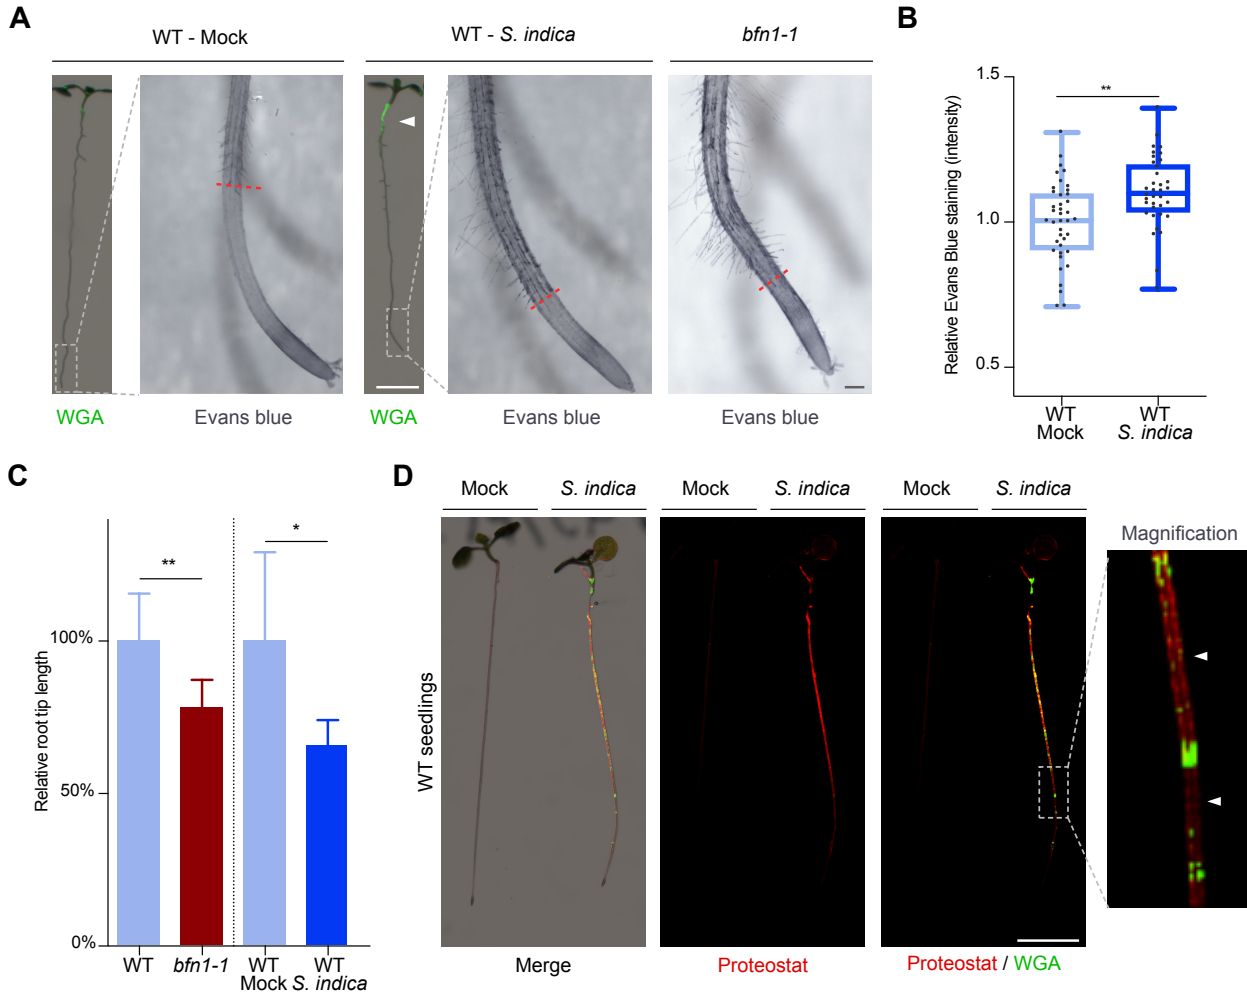 A
WT - Mock
WT - S. indica
bfn1-1
WGA
Evans blue
WGA
Evans blue
Evans blue
B
Relative Evans Blue staining (intensity)
1.5
1.0
0.5
**
WT
Mock
WT
S. indica
C
Relative root tip length
100%
50%
0%
**
*
WT
bfn1-1
WT
Mock
WT
S. indica
D
Mock
S. indica
Mock
S. indica
Mock
S. indica
Magnification
WT seedlings
Merge
Proteostat
Proteostat / WGA